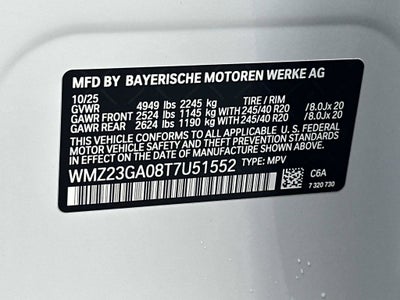 MFD BY BAYERISCHE MOTOREN WERKE AG
10/25
GVWR 4949 lbs 2245 kg TIRE / RIM
GAWR FRONT 2524 lbs 1145 kg WITH 245/40 R20 /8.0Jx 20
GAWR REAR 2624 lbs 1190 kg WITH 245/40 R20 /8.0Jx 20
THIS VEHICLE CONFORMS TO ALL APPLICABLE
U.S. FEDERAL MOTOR VEHICLE SAFETY, BUMPER,
AND THEFT PREVENTION STANDARDS
IN EFFECT ON THE DATE OF
MANUFACTURE SHOWN ABOVE.
WMZ23GA08T7U51552 TYPE: MPV
C6A
7 320 730